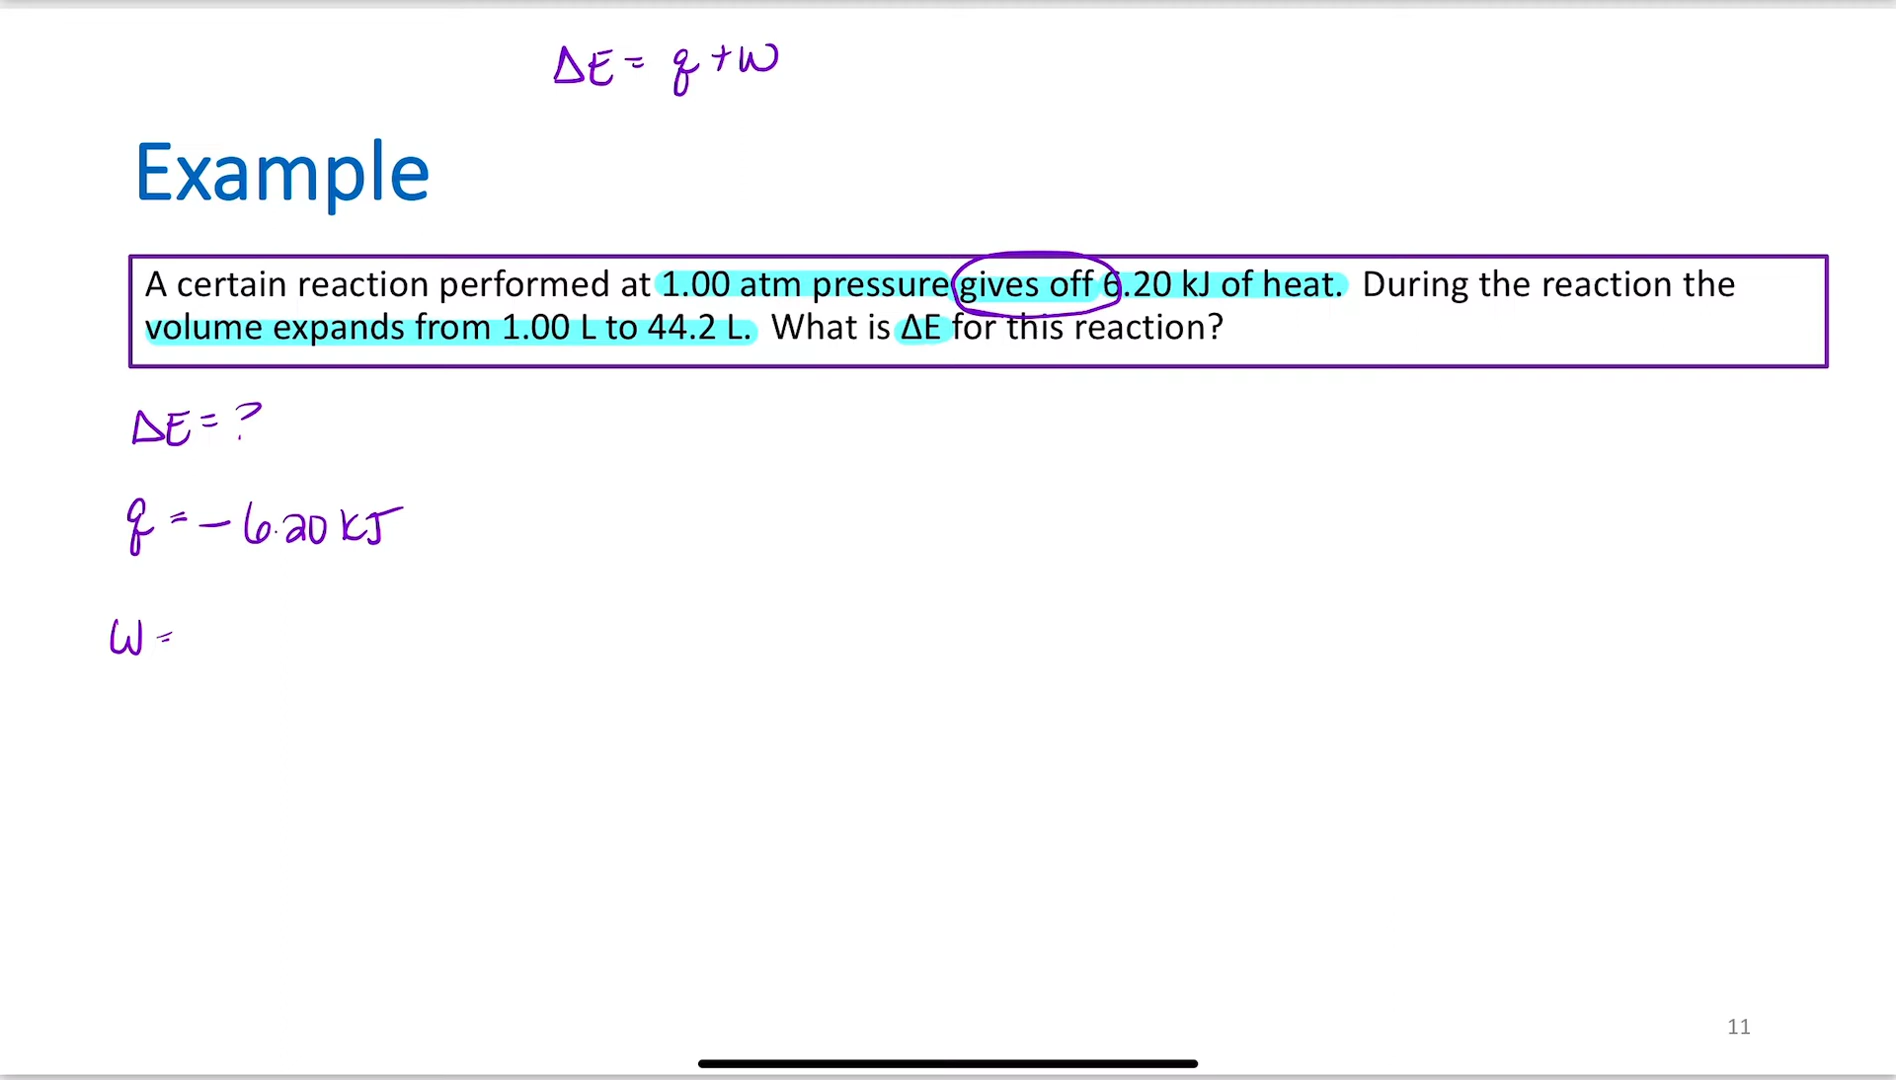 ΔE = q + w
Example
A certain reaction performed at 1.00 atm pressure gives off 6.20 kJ of heat. During the reaction the
volume expands from 1.00 L to 44.2 L. What is ΔE for this reaction?
ΔE = ?
q = - 6.20 kJ
w =
11